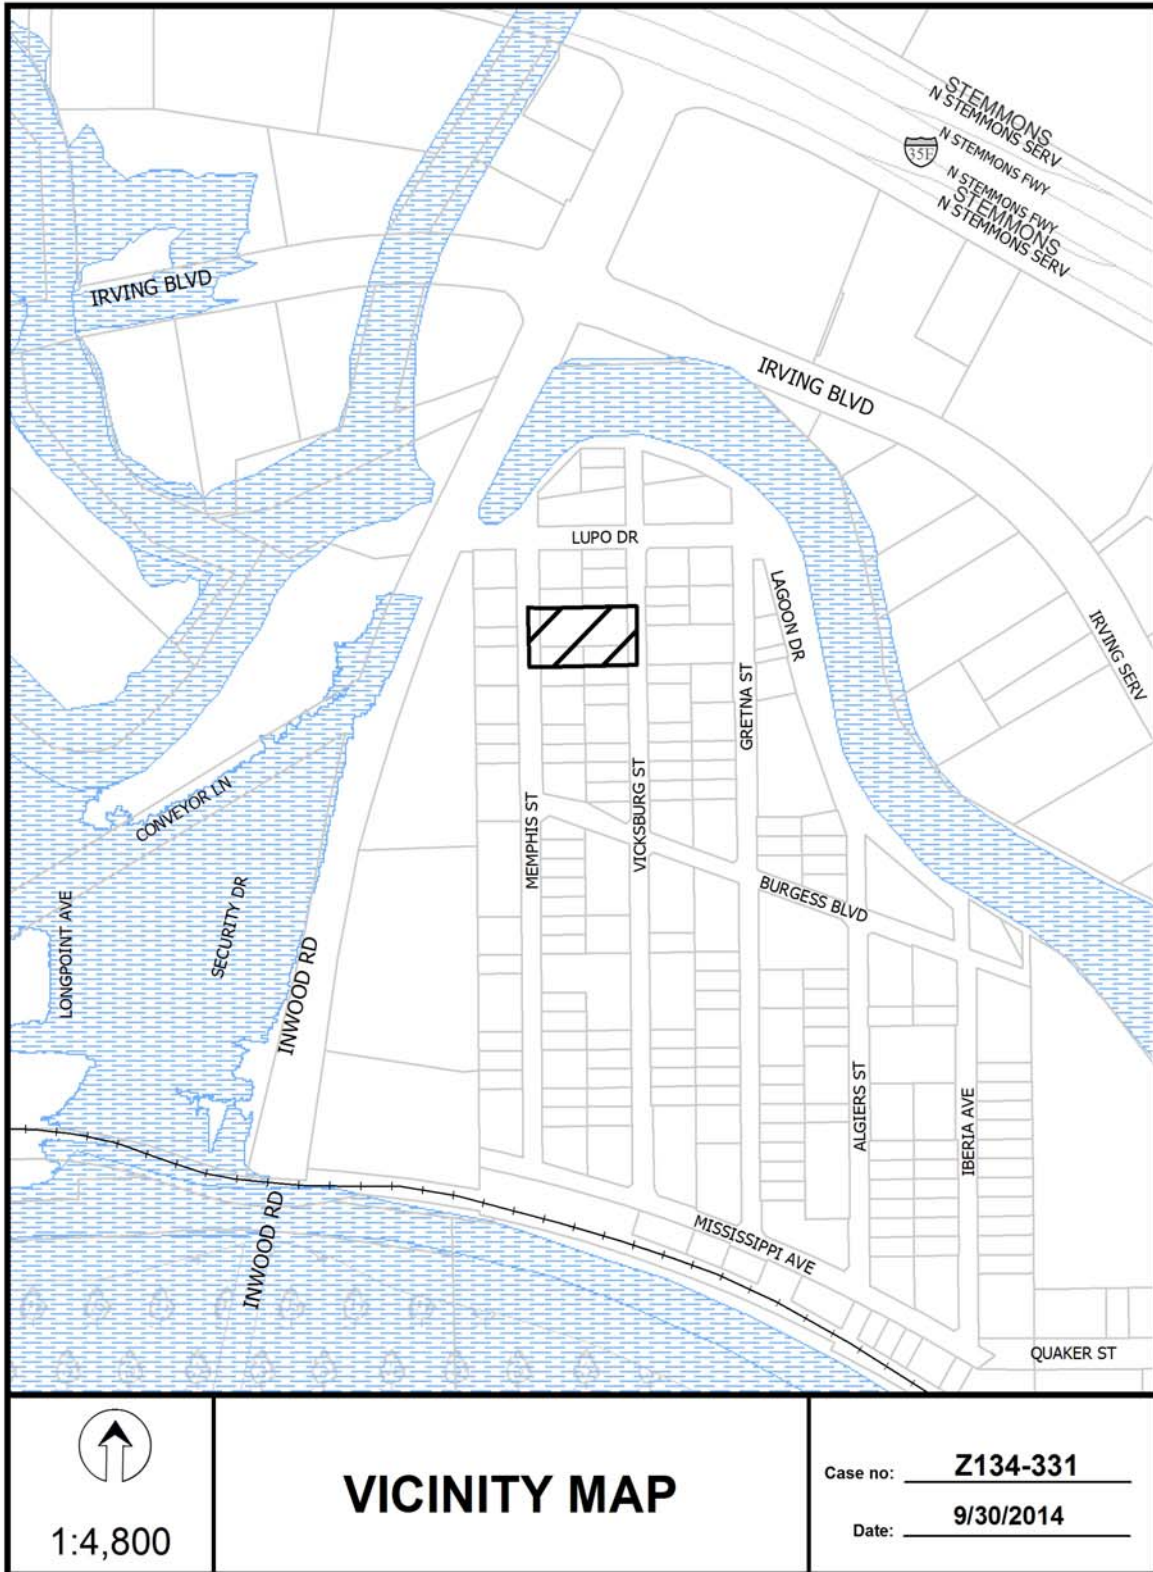 STEMMONS
N STEMMONS SERV
N STEMMONS FWY
35E
N STEMMONS FWY
STEMMONS
N STEMMONS SERV
IRVING BLVD
IRVING BLVD
LUPO DR
LAGOON DR
IRVING SERV
GRETNA ST
CONVEYOR LN
VICKSBURG ST
MEMPHIS ST
BURGESS BLVD
LONGPOINT AVE
SECURITY DR
INWOOD RD
ALGIERS ST
IBERIA AVE
INWOOD RD
MISSISSIPPI AVE
QUAKER ST
1:4,800
VICINITY MAP
Case no: Z134-331
Date: 9/30/2014